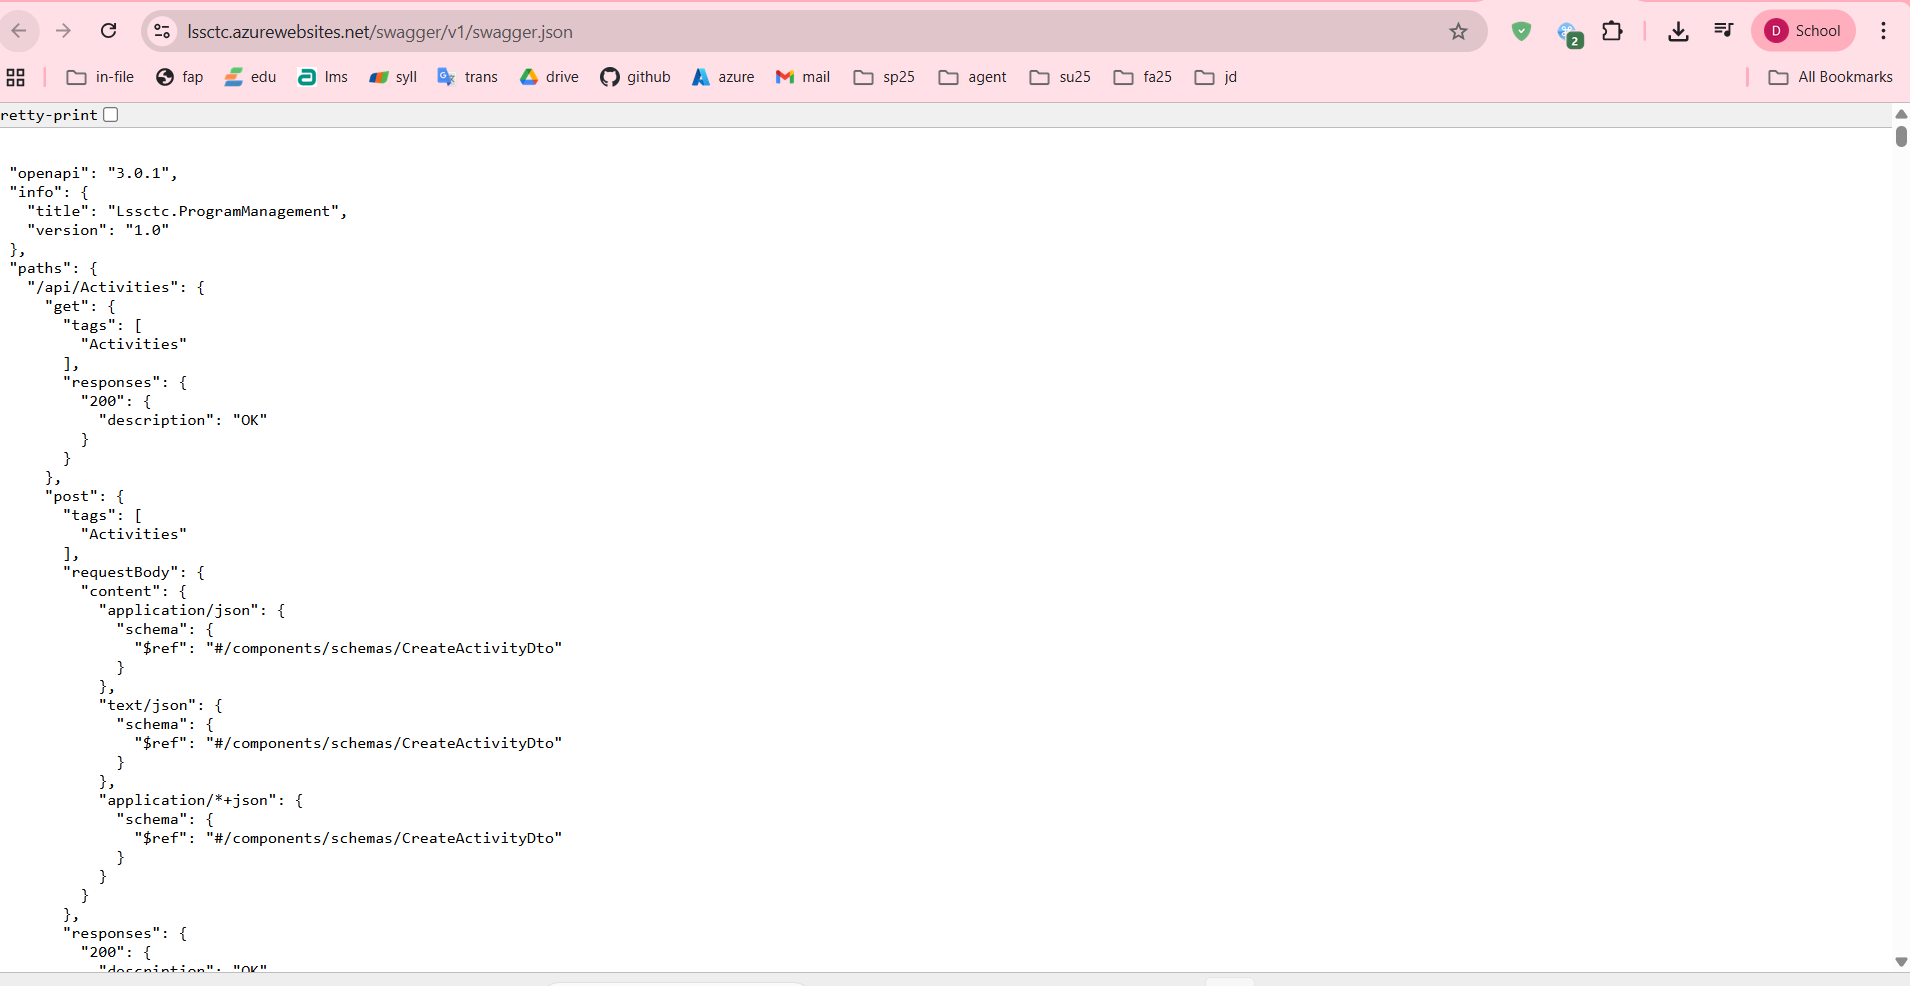 lssctc.azurewebsites.net/swagger/v1/swagger.json
2
D School
in-file fap edu lms syll trans drive github azure mail sp25 agent su25 fa25 jd All Bookmarks
retty-print
"openapi": "3.0.1",
"info": {
"title": "Lssctc.ProgramManagement",
"version": "1.0"
},
"paths": {
"/api/Activities": {
"get": {
"tags": [
"Activities"
],
"responses": {
"200": {
"description": "OK"
}
}
},
"post": {
"tags": [
"Activities"
],
"requestBody": {
"content": {
"application/json": {
"schema": {
"$ref": "#/components/schemas/CreateActivityDto"
}
},
"text/json": {
"schema": {
"$ref": "#/components/schemas/CreateActivityDto"
}
},
"application/*+json": {
"schema": {
"$ref": "#/components/schemas/CreateActivityDto"
}
}
}
},
"responses": {
"200": {
"description": "OK"